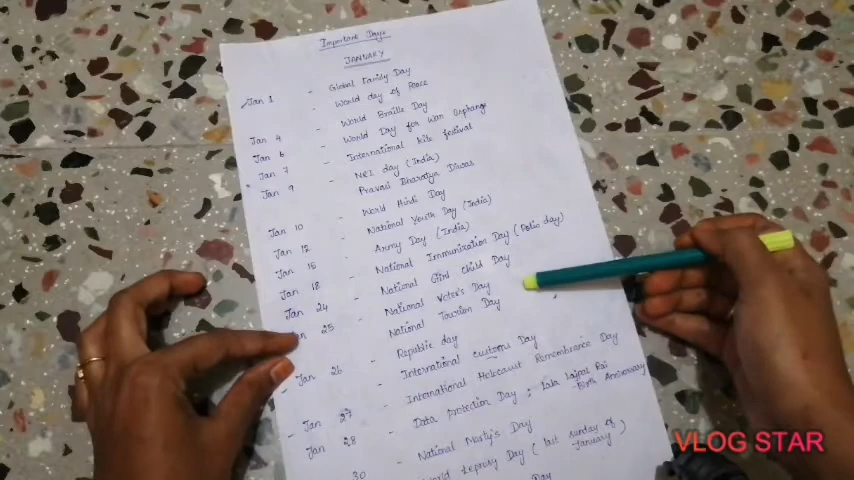 Important Days
JANUARY
Jan 1 - Global Family Day
- World day of Peace
Jan 4 - World Braille Day
Jan 6 - World Day for War Orphans
Jan 7 - International kite festival
Jan 9 - NRI day (India)
Pravasi Bharatiya Diwas
Jan 10 - World Hindi Day
Jan 12 - National Youth Day (India)
Jan 15 - Army Day (India)
Jan 18 - National Immunization Day (Polio day)
Jan 24 - National Girl Child Day
Jan 25 - National Voter's Day
- National Tourism Day
Jan 26 - Republic day
- International customs Day
Jan 27 - International Holocaust Remembrance Day
Jan 28 - Data Protection Day ; Lala Lajpat Rai
Birth Anniversary
30 - National Marty's Day
World Leprosy Day (last sunday of
January)
Day
VLOG STAR